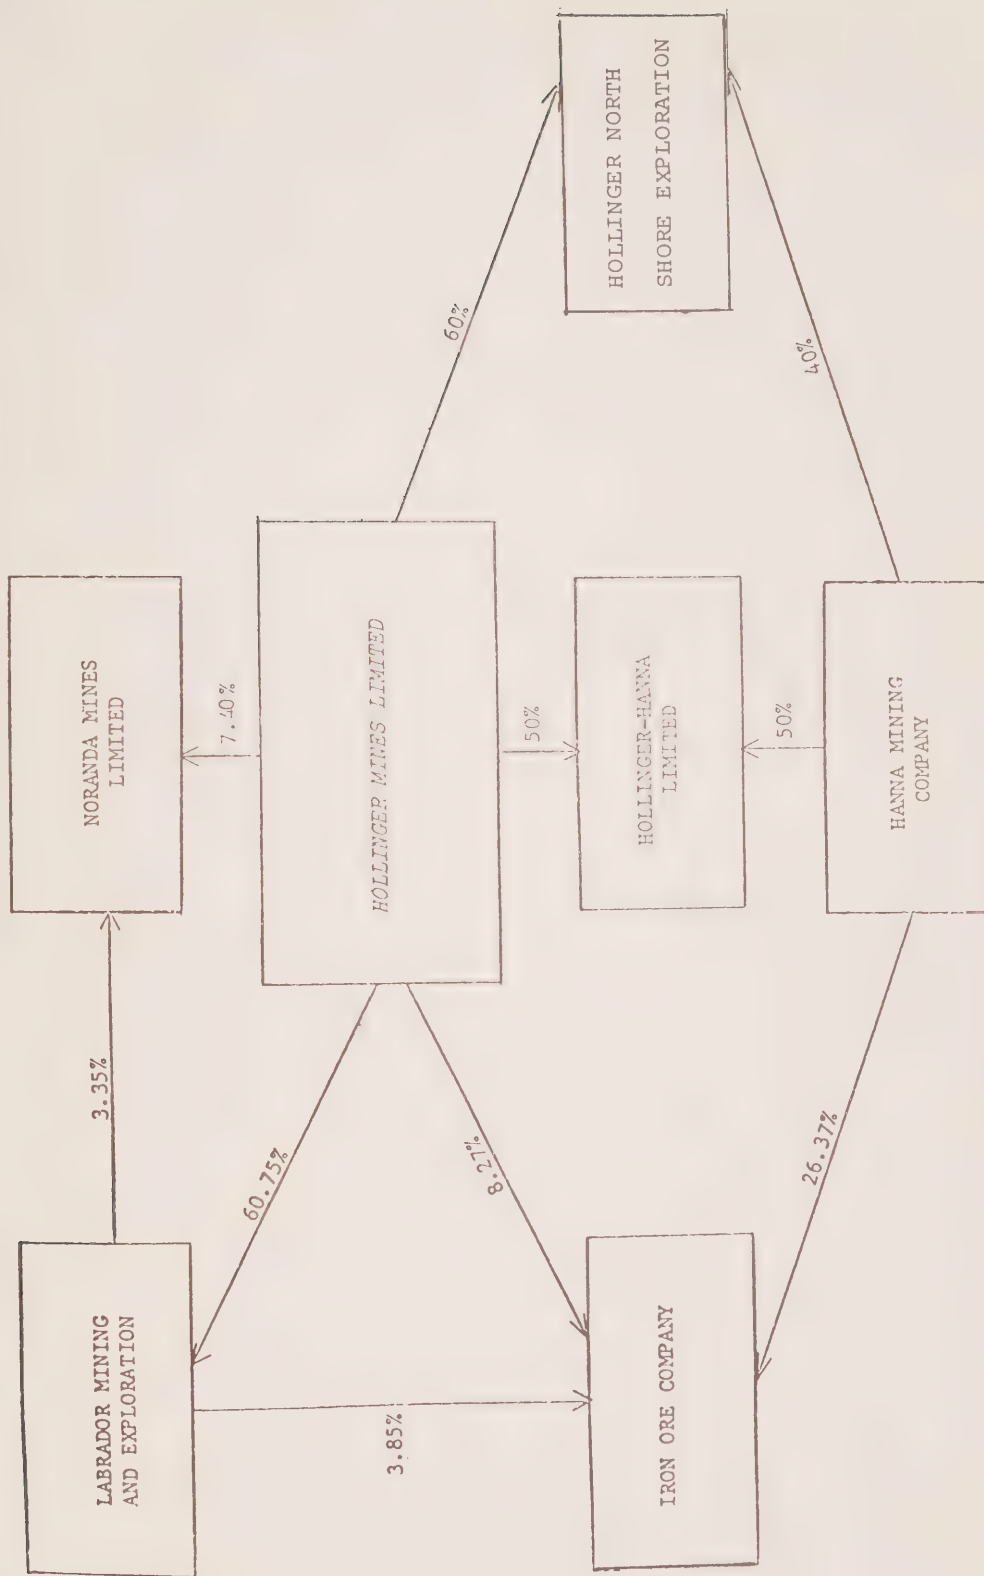 LABRADOR MINING
AND EXPLORATION
3.35%
NORANDA MINES
LIMITED
60.75%
7.40%
3.85%
8.27%
HOLLINGER MINES LIMITED
60%
50%
IRON ORE COMPANY
HOLLINGER-HANNA
LIMITED
HOLLINGER NORTH
SHORE EXPLORATION
50%
26.37%
40%
HANNA MINING
COMPANY